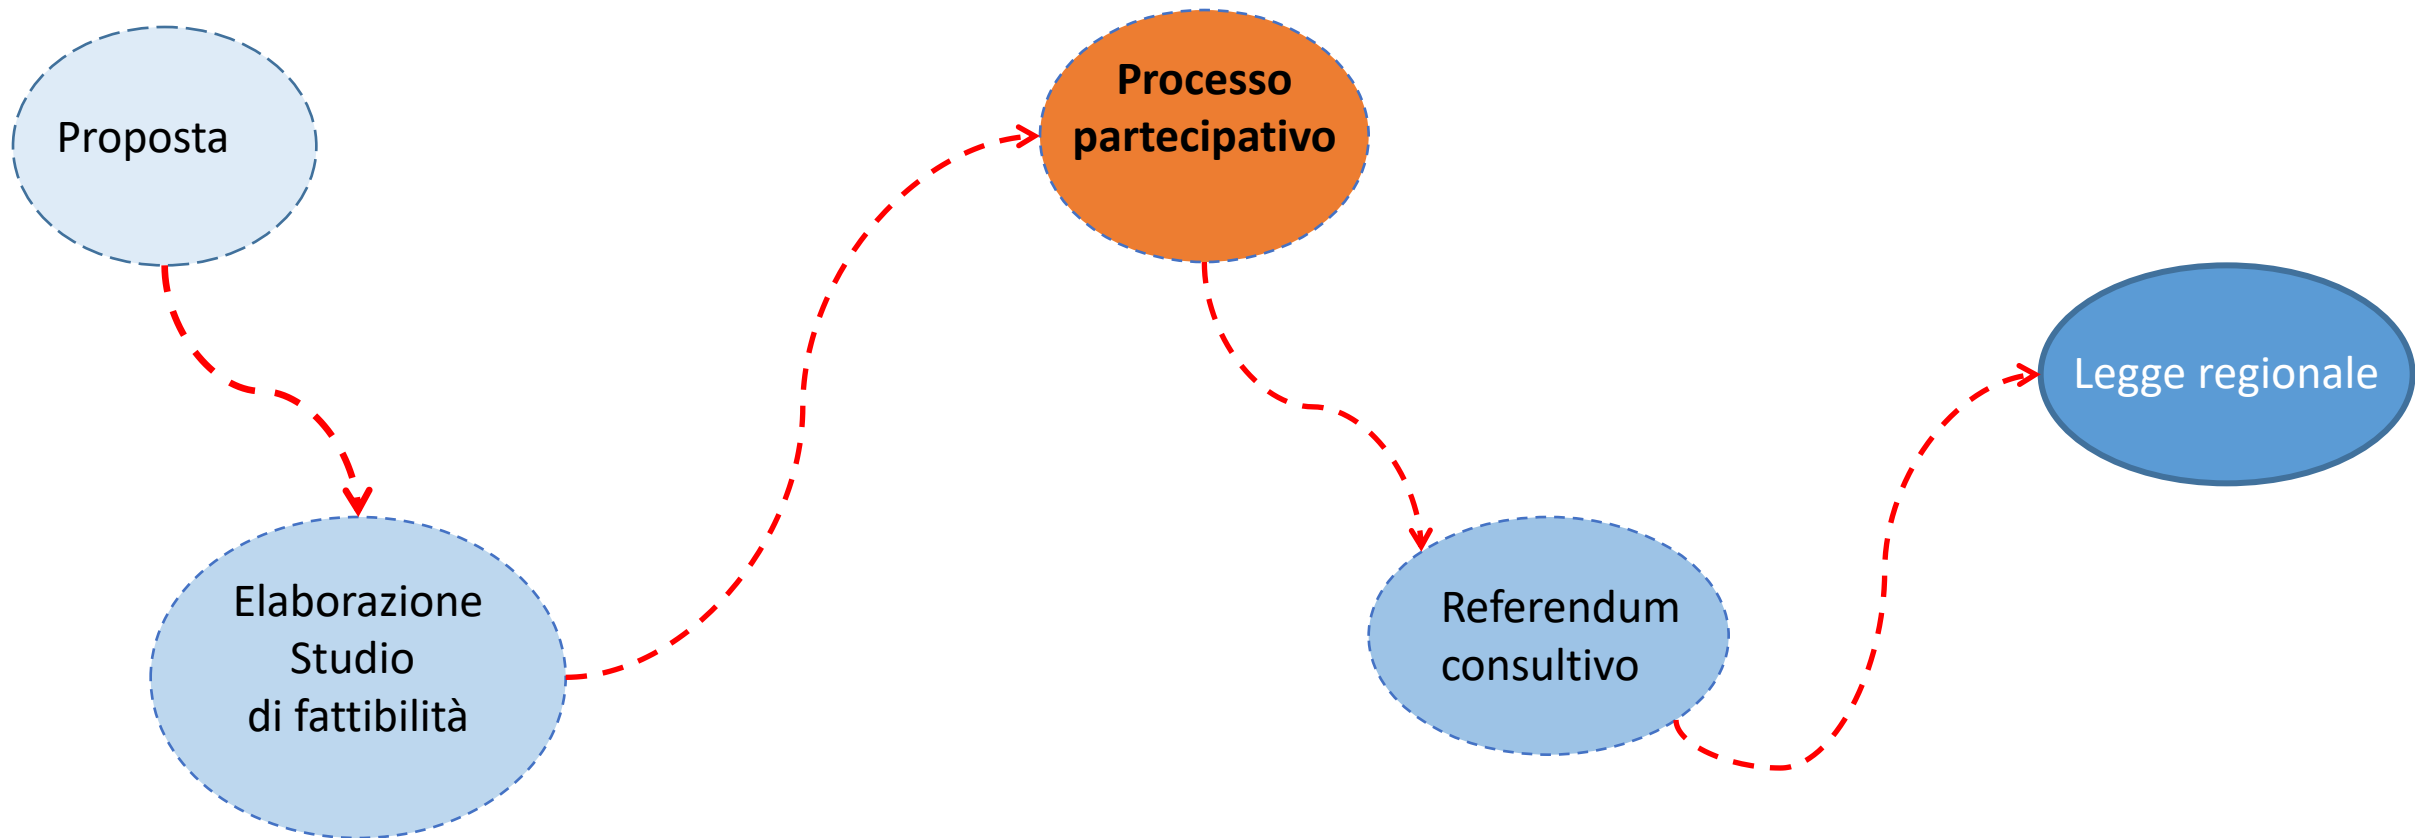 Proposta
Elaborazione
Studio
di fattibilità
Processo
partecipativo
Referendum
consultivo
Legge regionale